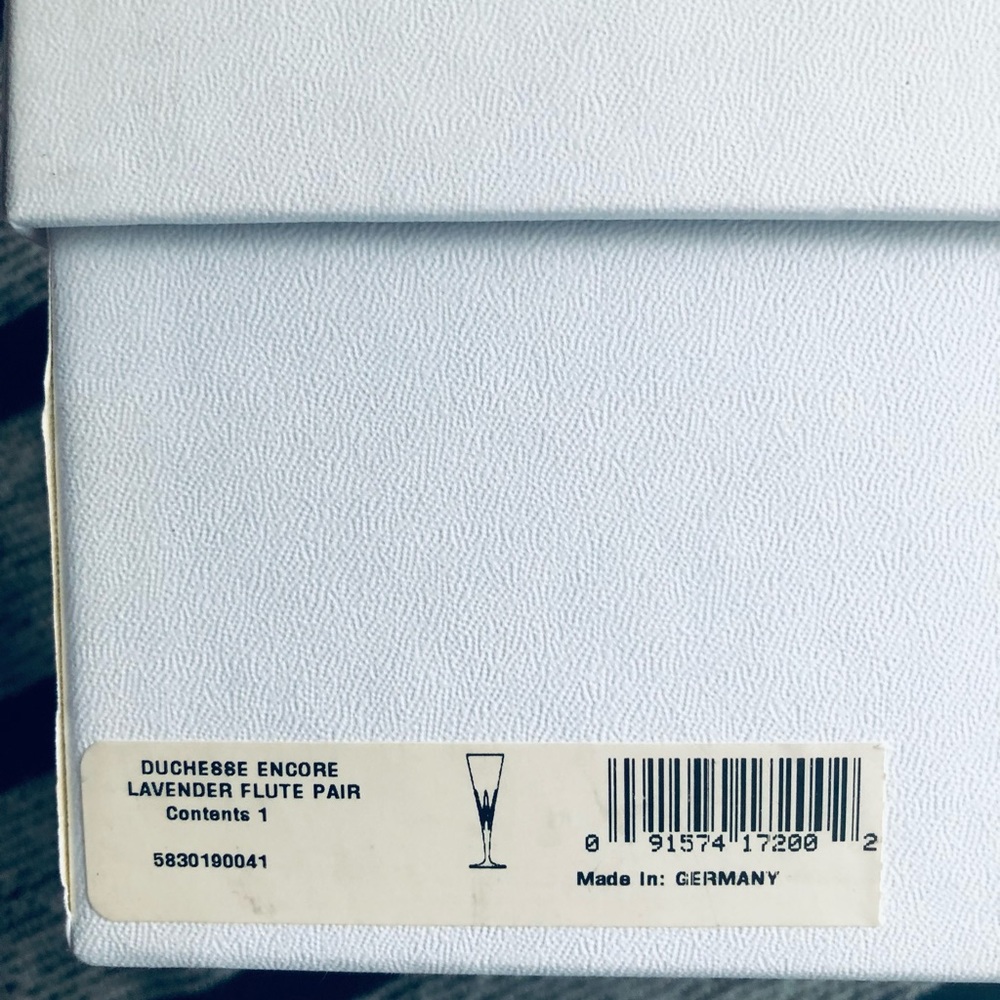 DUCHESSE ENCORE
LAVENDER FLUTE PAIR
Contents 1
5830190041
0 91574 17200 2
Made In: GERMANY